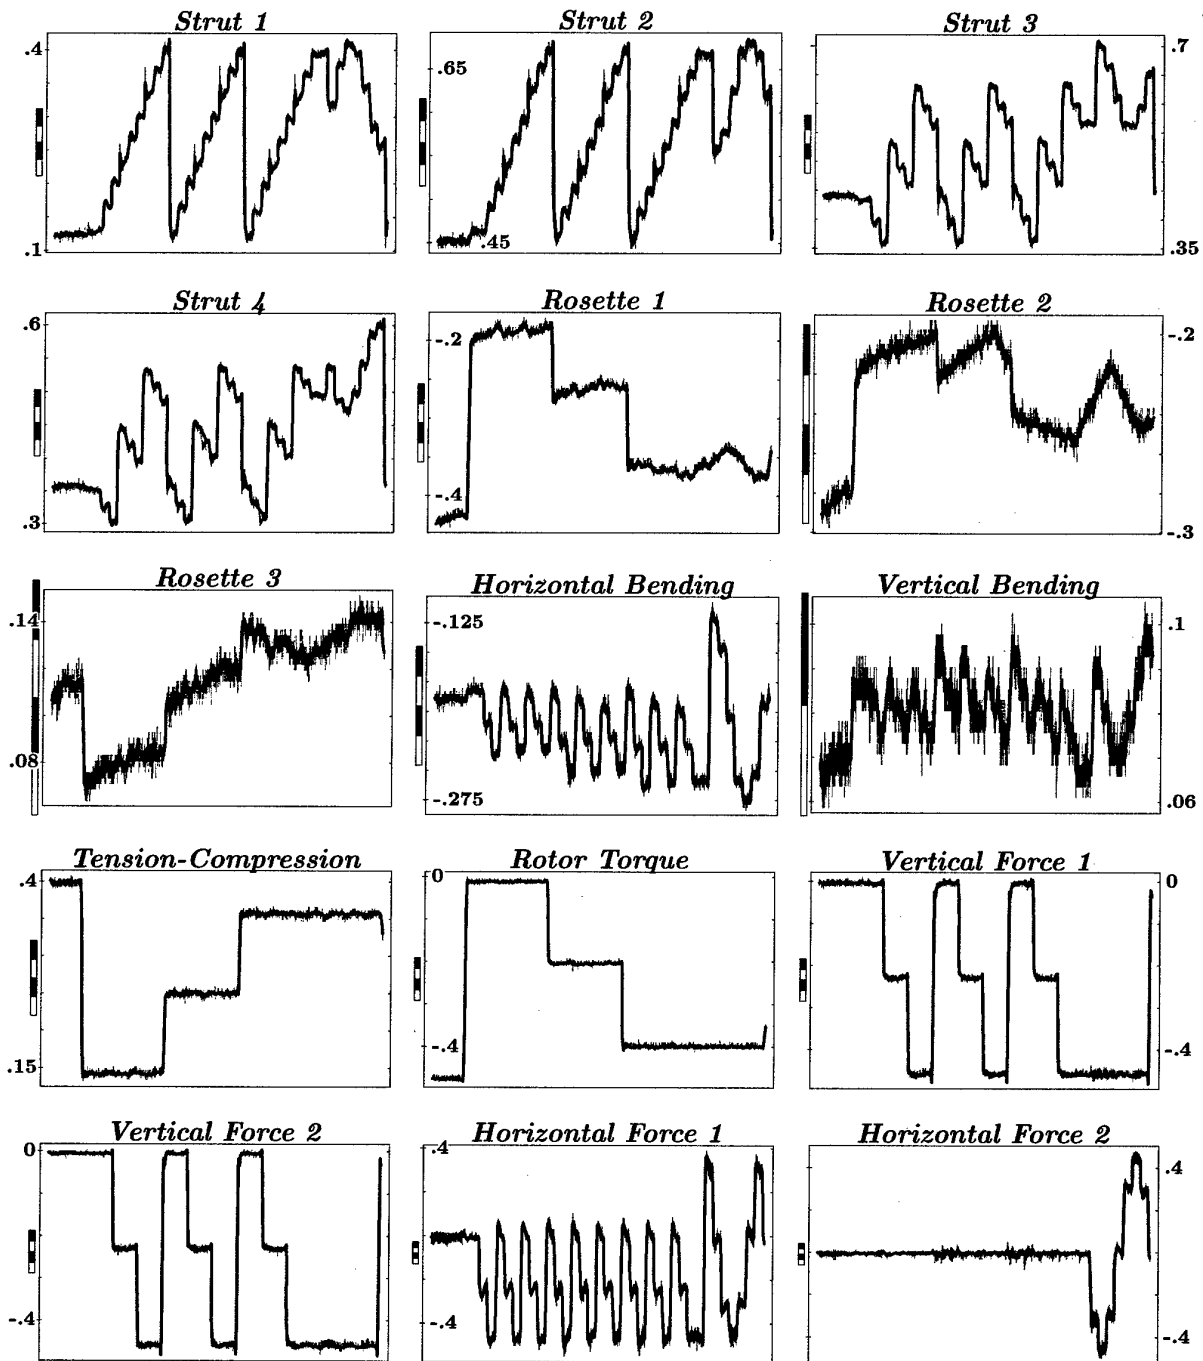 Strut 1
Strut 2
Strut 3
.4
.1
.65
.45
.7
.35
Strut 4
Rosette 1
Rosette 2
.6
.3
-.2
-.4
-.2
-.3
Rosette 3
Horizontal Bending
Vertical Bending
.14
.08
-.125
-.275
.1
.06
Tension-Compression
Rotor Torque
Vertical Force 1
.4
.15
0
-.4
0
-.4
Vertical Force 2
Horizontal Force 1
Horizontal Force 2
0
-.4
.4
-.4
.4
-.4